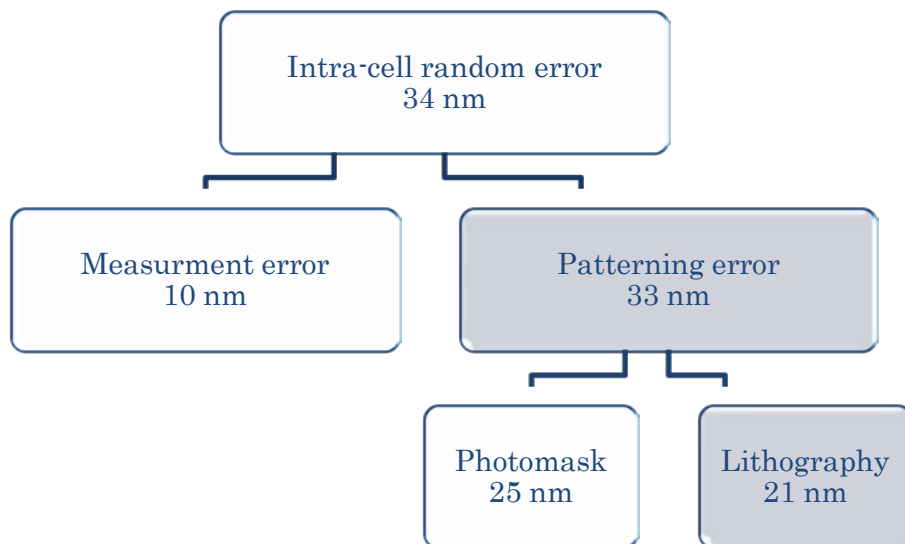 Intra-cell random error
34 nm
Measurment error
10 nm
Patterning error
33 nm
Photomask
25 nm
Lithography
21 nm